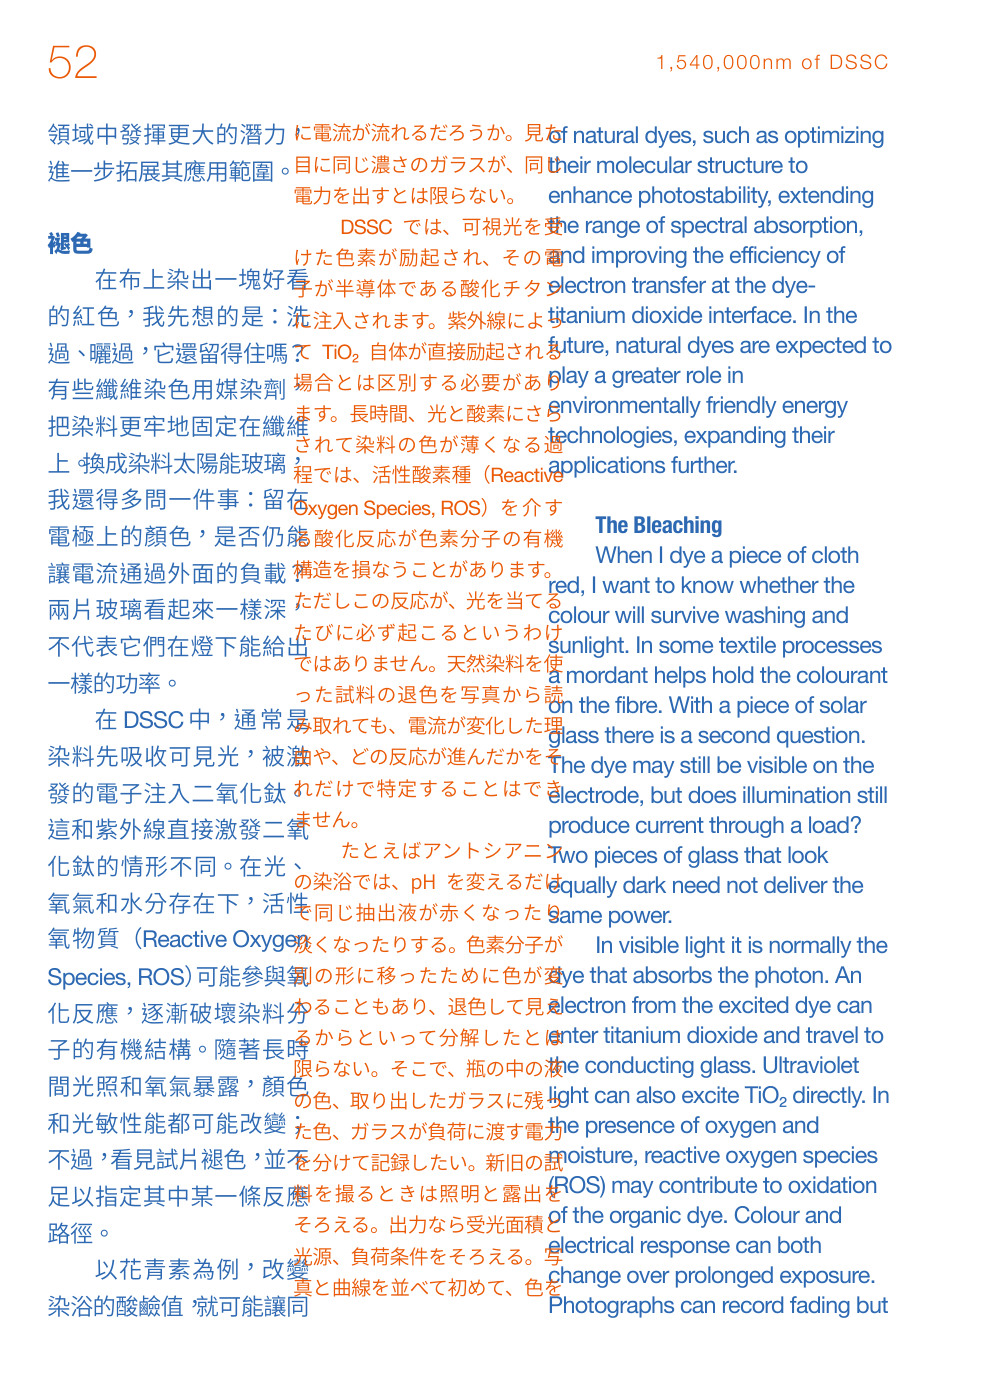 52
1,540,000nm of DSSC
領域中發揮更大的潛力，
進一步拓展其應用範圍。
褪色
在布上染出一塊好看
的紅色，我先想的是：洗
過、曬過，它還留得住嗎？
有些纖維染色用媒染劑，
把染料更牢地固定在纖維
上。換成染料太陽能玻璃，
我還得多問一件事：留在
電極上的顏色，是否仍能
讓電流通過外面的負載？
兩片玻璃看起來一樣深，
不代表它們在燈下能給出
一樣的功率。
在 DSSC 中，通常是
染料先吸收可見光，被激
發的電子注入二氧化鈦。
這和紫外線直接激發二氧
化鈦的情形不同。在光、
氧氣和水分存在下，活性
氧物質（Reactive Oxygen
Species, ROS）可能參與氧
化反應，逐漸破壞染料分
子的有機結構。隨著長時
間光照和氧氣暴露，顏色
和光敏性能都可能改變；
不過，看見試片褪色，並不
足以指定其中某一條反應
路徑。
以花青素為例，改變
染浴的酸鹼值，就可能讓同
に電流が流れるだろうか。見た
目に同じ濃さのガラスが、同じ
電力を出すとは限らない。
DSSC では、可視光を受
けた色素が励起され、その電
子が半導体である酸化チタン
に注入されます。紫外線によっ
て TiO₂ 自体が直接励起される
場合とは区別する必要があり
ます。長時間、光と酸素にさら
されて染料の色が薄くなる過
程では、活性酸素種（Reactive
Oxygen Species, ROS）を介す
る酸化反応が色素分子の有機
構造を損なうことがあります。
ただしこの反応が、光を当てる
たびに必ず起こるというわけ
ではありません。天然染料を使
った試料の退色を写真から読
み取れても、電流が変化した理
由や、どの反応が進んだかをそ
れだけで特定することはでき
ません。
たとえばアントシアニン
の染浴では、pH を変えるだけ
で同じ抽出液が赤くなったり
淡くなったりする。色素分子が
別の形に移ったために色が変
わることもあり、退色して見え
るからといって分解したとは
限らない。そこで、瓶の中の液
の色、取り出したガラスに残っ
た色、ガラスが負荷に渡す電力
を分けて記録したい。新旧の試
料を撮るときは照明と露出を
そろえる。出力なら受光面積と
光源、負荷条件をそろえる。写
真と曲線を並べて初めて、色を
of natural dyes, such as optimizing
their molecular structure to
enhance photostability, extending
the range of spectral absorption,
and improving the efficiency of
electron transfer at the dye-
titanium dioxide interface. In the
future, natural dyes are expected to
play a greater role in
environmentally friendly energy
technologies, expanding their
applications further.
The Bleaching
When I dye a piece of cloth
red, I want to know whether the
colour will survive washing and
sunlight. In some textile processes
a mordant helps hold the colourant
on the fibre. With a piece of solar
glass there is a second question.
The dye may still be visible on the
electrode, but does illumination still
produce current through a load?
Two pieces of glass that look
equally dark need not deliver the
same power.
In visible light it is normally the
dye that absorbs the photon. An
electron from the excited dye can
enter titanium dioxide and travel to
the conducting glass. Ultraviolet
light can also excite TiO₂ directly. In
the presence of oxygen and
moisture, reactive oxygen species
(ROS) may contribute to oxidation
of the organic dye. Colour and
electrical response can both
change over prolonged exposure.
Photographs can record fading but